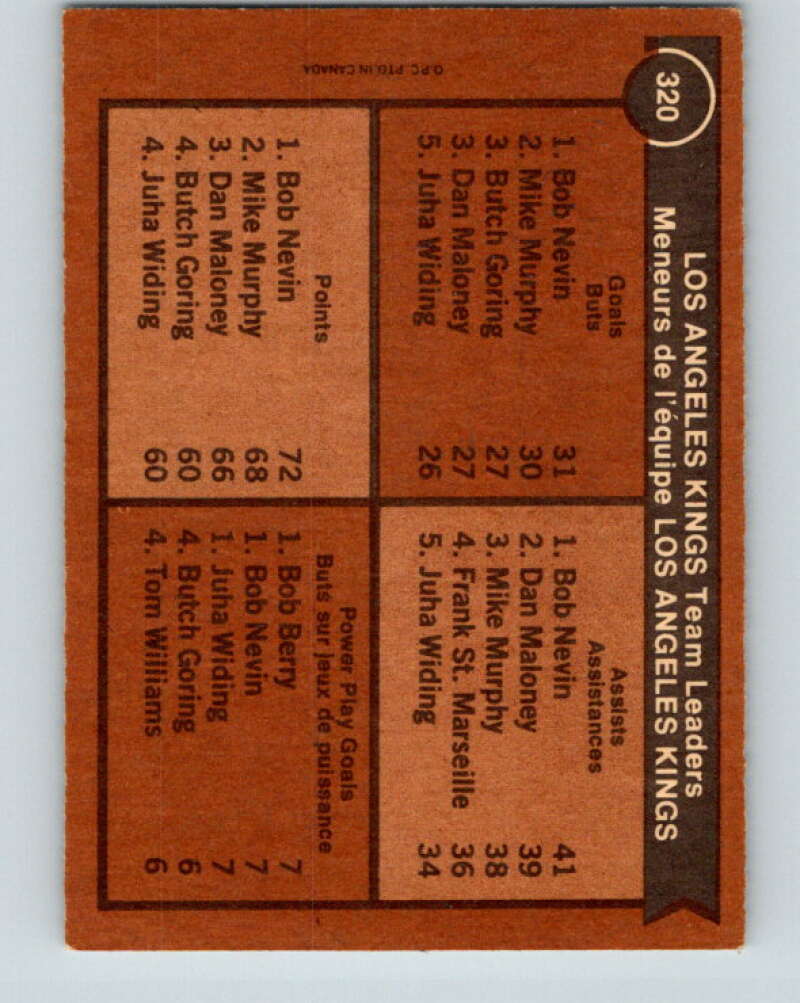 320
LOS ANGELES KINGS Team Leaders
Meneurs de l'équipe LOS ANGELES KINGS
Goals
Buts
1. Bob Nevin 31
2. Mike Murphy 30
3. Butch Goring 27
3. Dan Maloney 27
5. Juha Widing 26
Assists
Assistances
1. Bob Nevin 41
2. Dan Maloney 39
3. Mike Murphy 38
4. Frank St. Marseille 36
5. Juha Widing 34
Points
1. Bob Nevin 72
2. Mike Murphy 68
3. Dan Maloney 66
4. Butch Goring 60
4. Juha Widing 60
Power Play Goals
Buts sur jeux de puissance
1. Bob Berry 7
1. Bob Nevin 7
1. Juha Widing 7
4. Butch Goring 6
4. Tom Williams 6
O.P.C. PTD. IN CANADA